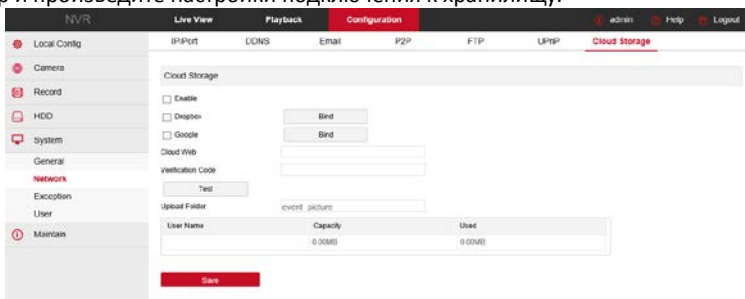 и произведите настройки подключения к хранилищу.
NVR Live View Playback Configuration admin Help Logout
Local Config IP/Port DDNS Email P2P FTP UPnP Cloud Storage
Camera
Cloud Storage
Record
Enable
HDD
Dropbox Bind
System
Google Bind
General
Cloud Web
Network
Verification Code
Exception
Test
User
Upload Folder event_picture
Maintain
User Name Capacity Used
0.00MB 0.00MB
Save